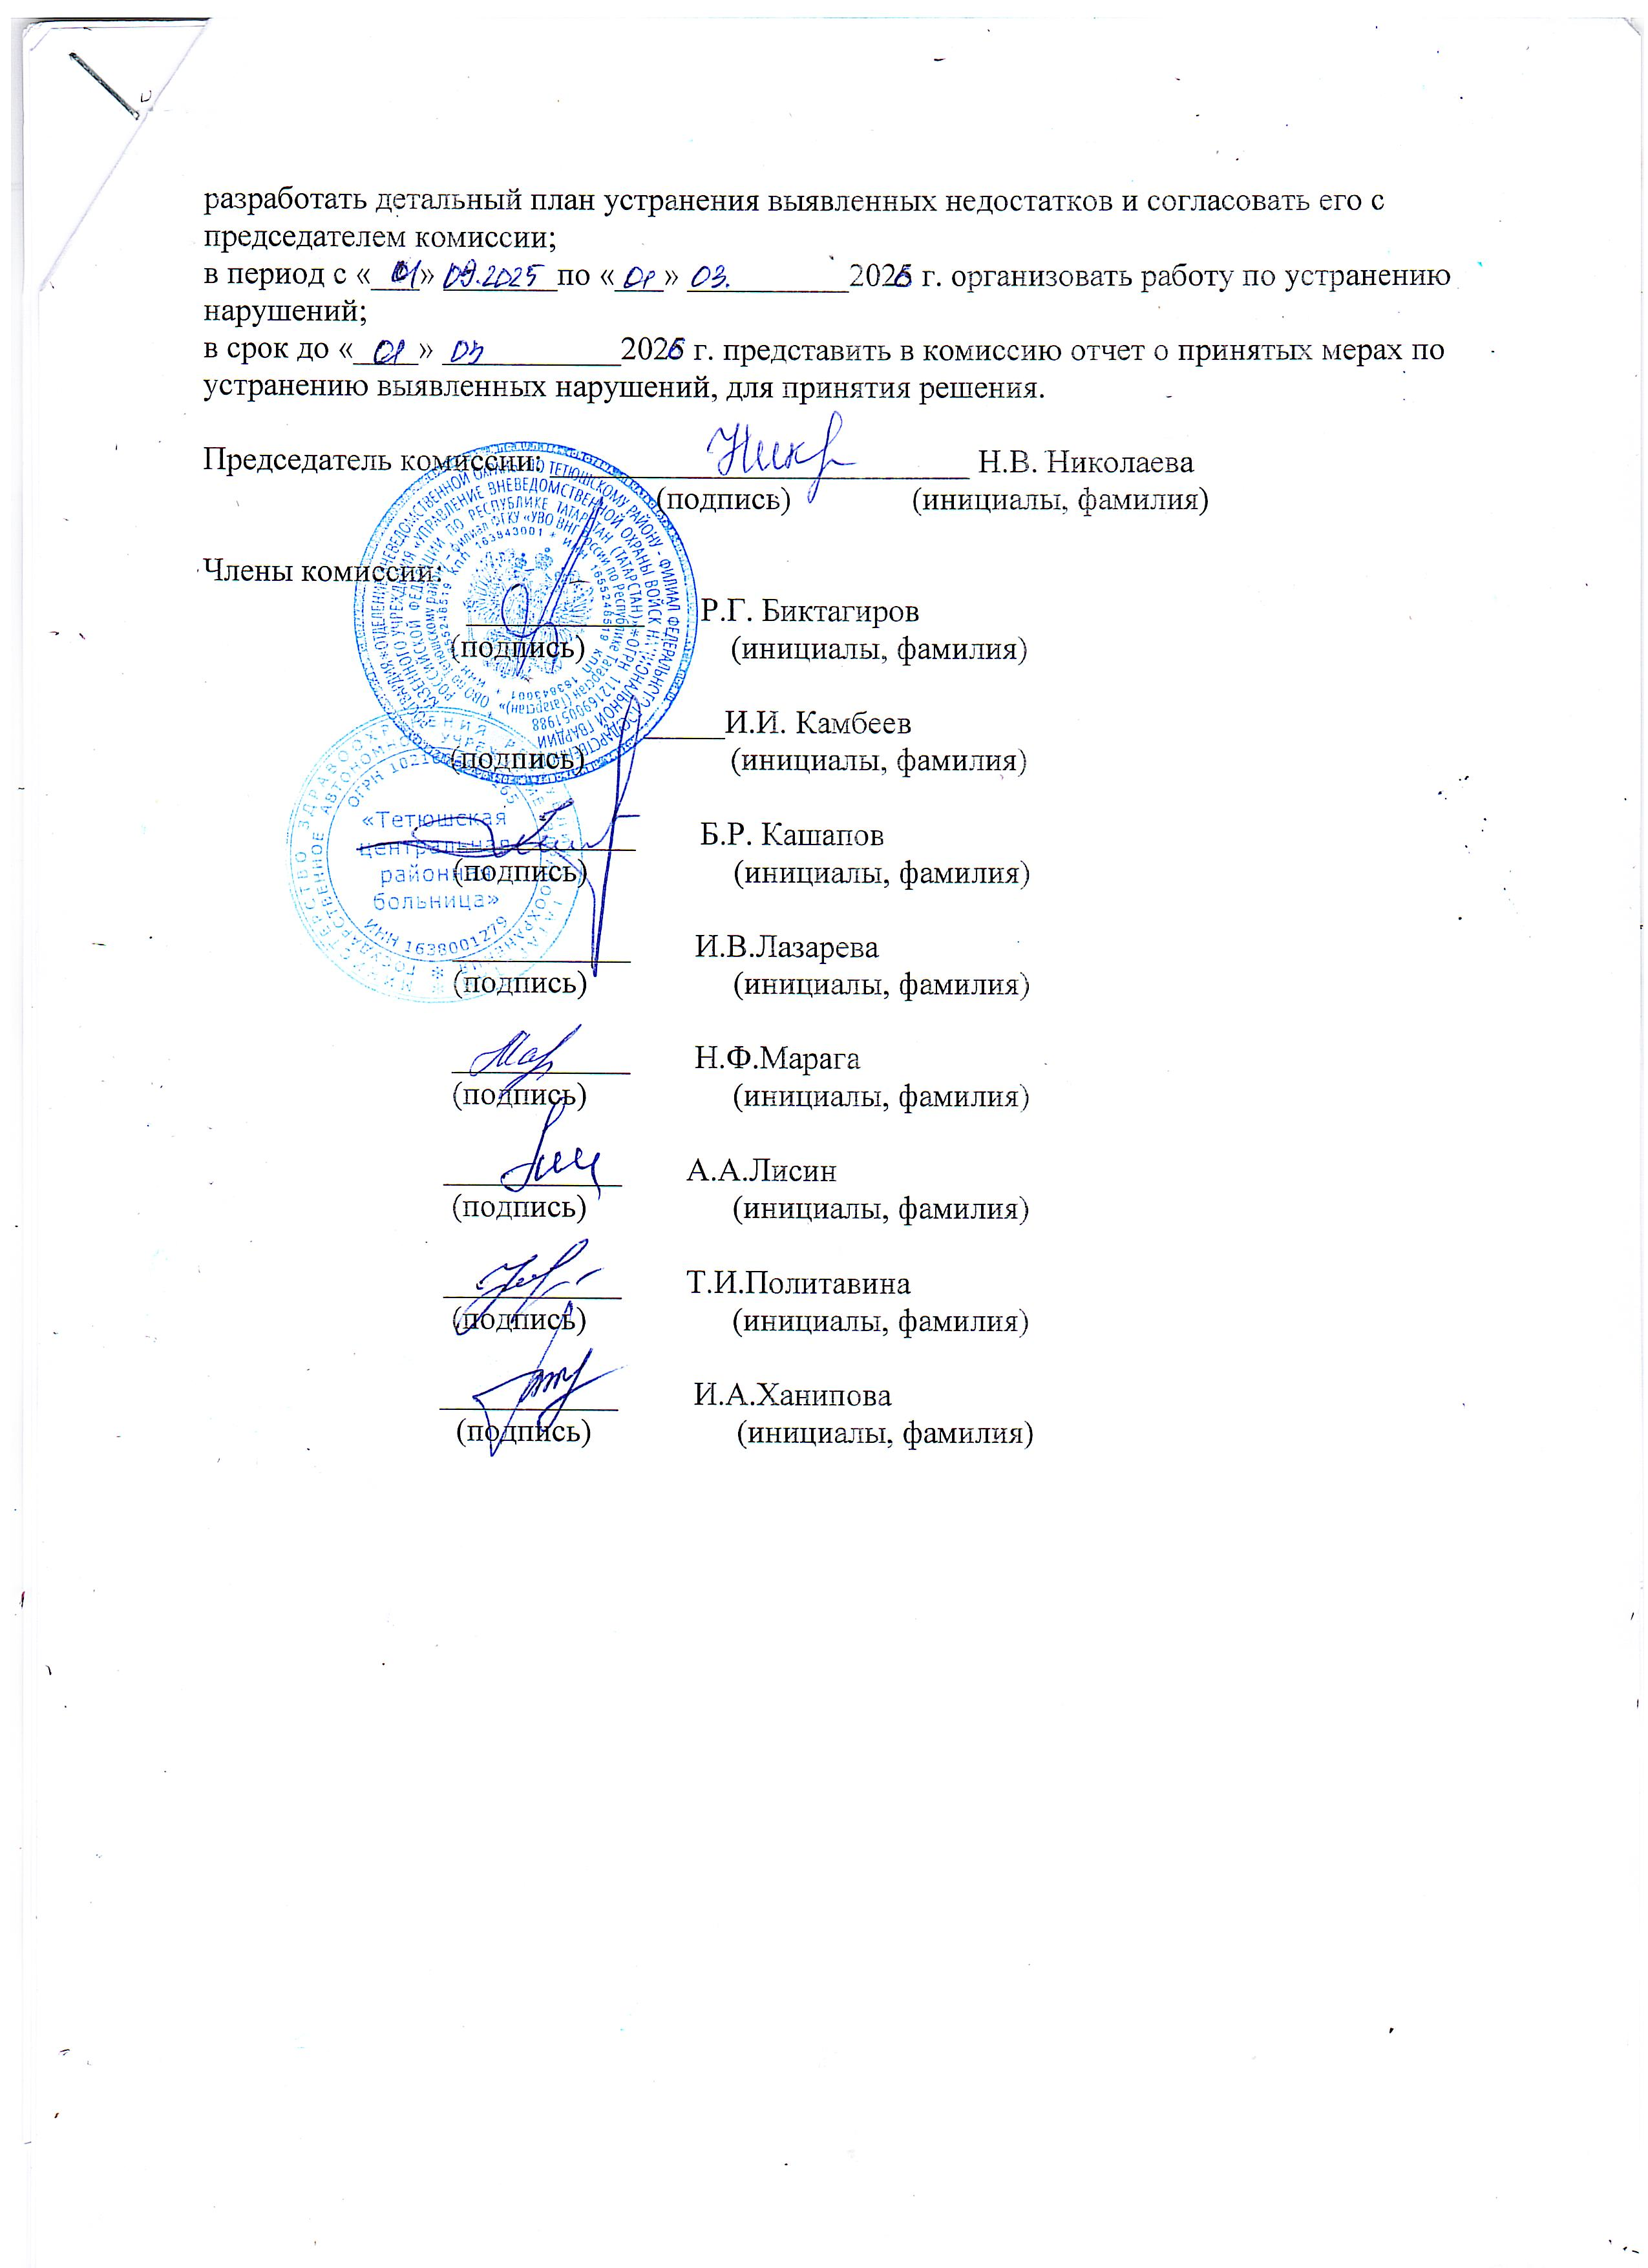 разработать детальный план устранения выявленных недостатков и согласовать его с
председателем комиссии;
в период с «01» 09.2025 по «01» 03. 2026 г. организовать работу по устранению
нарушений;
в срок до «01» 03 2026 г. представить в комиссию отчет о принятых мерах по
устранению выявленных нарушений, для принятия решения.
Председатель комиссии: Н.В. Николаева
(подпись) (инициалы, фамилия)
Члены комиссии:
Р.Г. Биктагиров
(подпись) (инициалы, фамилия)
И.И. Камбеев
(подпись) (инициалы, фамилия)
«Тетюшская
центральная
районная
больница»
ИНН 1638001279
Б.Р. Кашапов
(подпись) (инициалы, фамилия)
И.В.Лазарева
(подпись) (инициалы, фамилия)
Н.Ф.Марага
(подпись) (инициалы, фамилия)
А.А.Лисин
(подпись) (инициалы, фамилия)
Т.И.Политавина
(подпись) (инициалы, фамилия)
И.А.Ханипова
(подпись) (инициалы, фамилия)